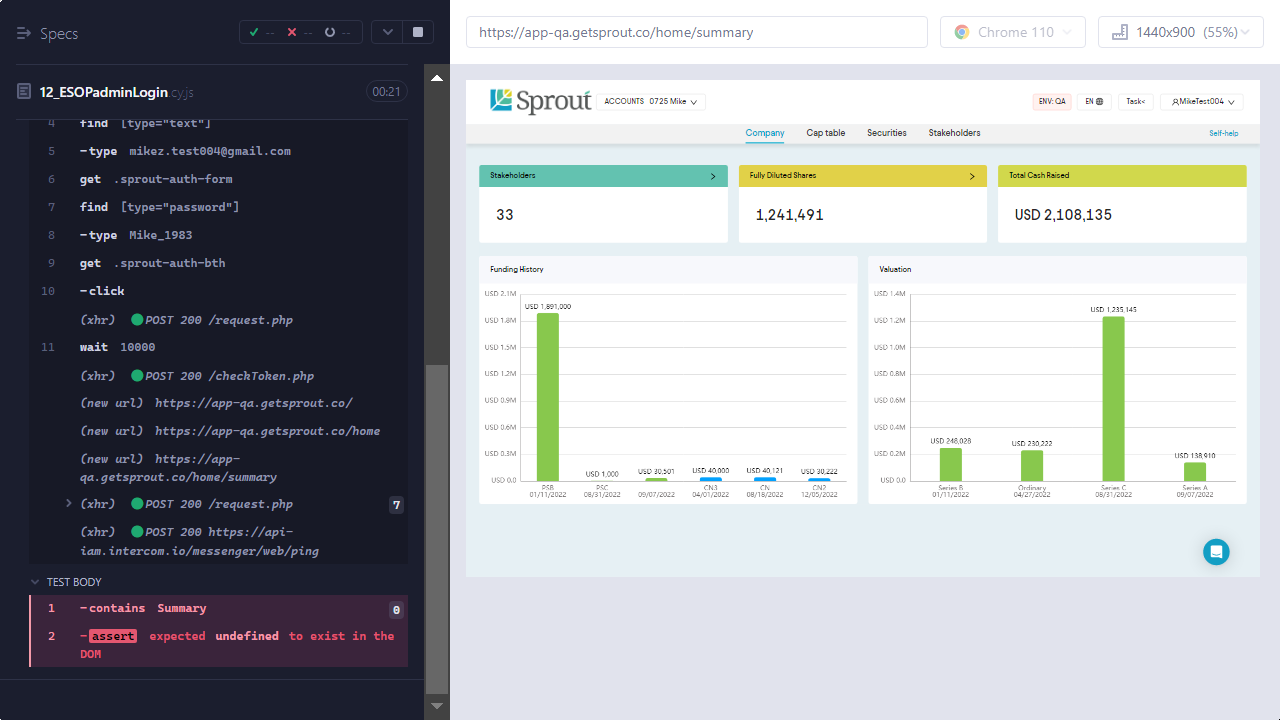 Specs
--
--
--
12_ESOPadminLogin.cy.js
00:21
4 find [type="text"]
5 -type mikez.test004@gmail.com
6 get .sprout-auth-form
7 find [type="password"]
8 -type Mike_1983
9 get .sprout-auth-bth
10 -click
(xhr) POST 200 /request.php
11 wait 10000
(xhr) POST 200 /checkToken.php
(new url) https://app-qa.getsprout.co/
(new url) https://app-qa.getsprout.co/home
(new url) https://app-
qa.getsprout.co/home/summary
(xhr) POST 200 /request.php 7
(xhr) POST 200 https://api-
iam.intercom.io/messenger/web/ping
TEST BODY
1 -contains Summary 0
2 -assert expected undefined to exist in the
DOM
https://app-qa.getsprout.co/home/summary
Chrome 110
1440x900 (55%)
Sprout
ACCOUNTS 0725 Mike
ENV: QA
EN
Task<
MikeTest004
Company
Cap table
Securities
Stakeholders
Self-help
Stakeholders
33
Fully Diluted Shares
1,241,491
Total Cash Raised
USD 2,108,135
Funding History
USD 2.1M
USD 1.8M
USD 1.5M
USD 1.2M
USD 0.9M
USD 0.6M
USD 0.3M
USD 0.0
USD 1,891,000
USD 1,000
USD 30,501
USD 40,000
USD 40,121
USD 30,222
PSB
01/11/2022
PSC
08/31/2022
09/07/2022
CN3
04/01/2022
CN
08/18/2022
CN2
12/05/2022
Valuation
USD 1.4M
USD 1.2M
USD 1.0M
USD 0.8M
USD 0.6M
USD 0.4M
USD 0.2M
USD 0.0
USD 248,028
USD 230,222
USD 1,235,145
USD 138,910
Series B
01/11/2022
Ordinary
04/27/2022
Series C
08/31/2022
Series A
09/07/2022